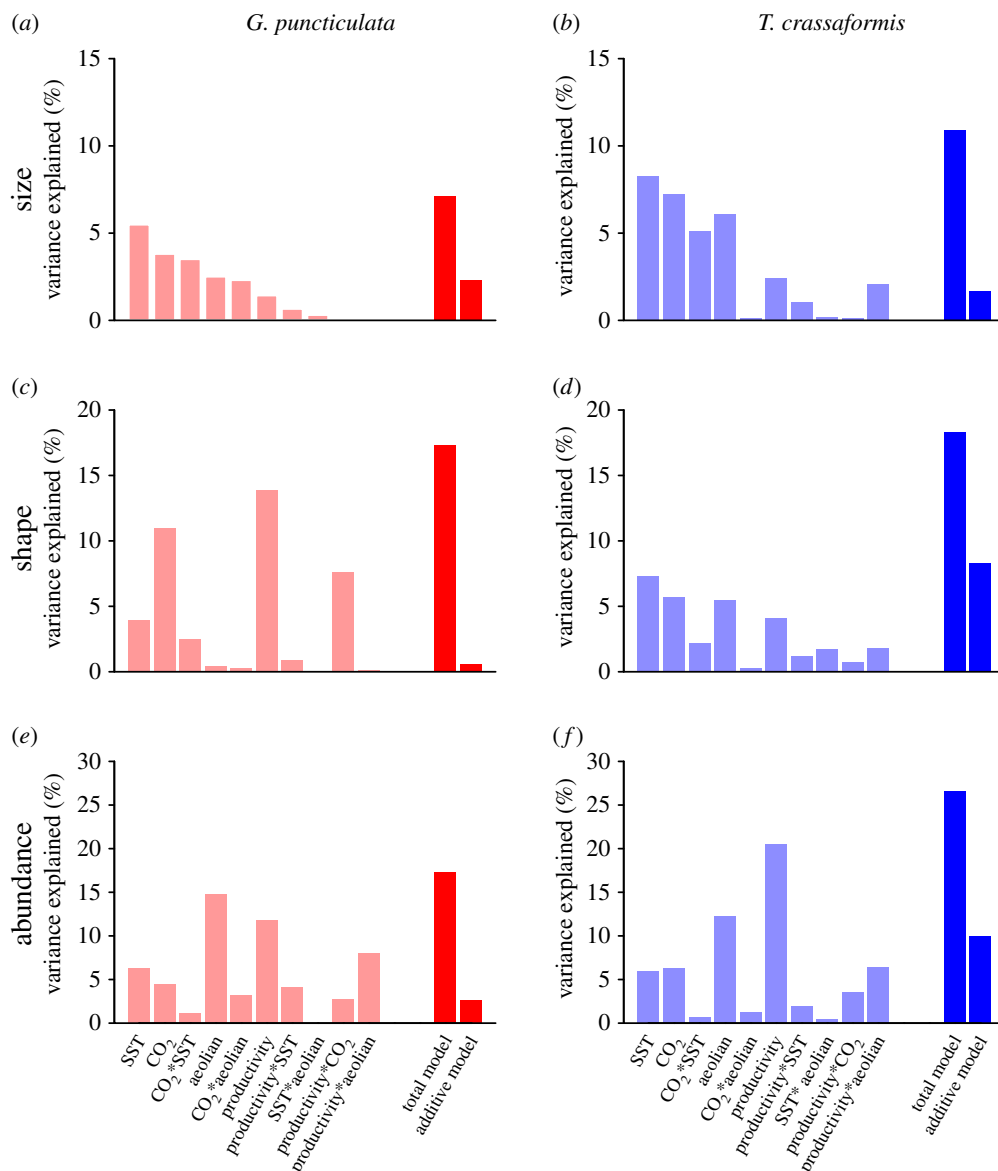 (a) G. puncticulata
(b) T. crassaformis
size
variance explained (%)
15
10
5
0
variance explained (%)
15
10
5
0
(c)
(d)
shape
variance explained (%)
20
15
10
5
0
variance explained (%)
20
15
10
5
0
(e)
(f)
abundance
variance explained (%)
30
25
20
15
10
5
0
variance explained (%)
30
25
20
15
10
5
0
SST
CO2
CO2*SST
aeolian
CO2*aeolian
productivity
productivity*SST
SST*aeolian
productivity*CO2
productivity*aeolian
total model
additive model
SST
CO2
CO2*SST
aeolian
CO2*aeolian
productivity
productivity*SST
SST* aeolian
productivity*CO2
productivity*aeolian
total model
additive model